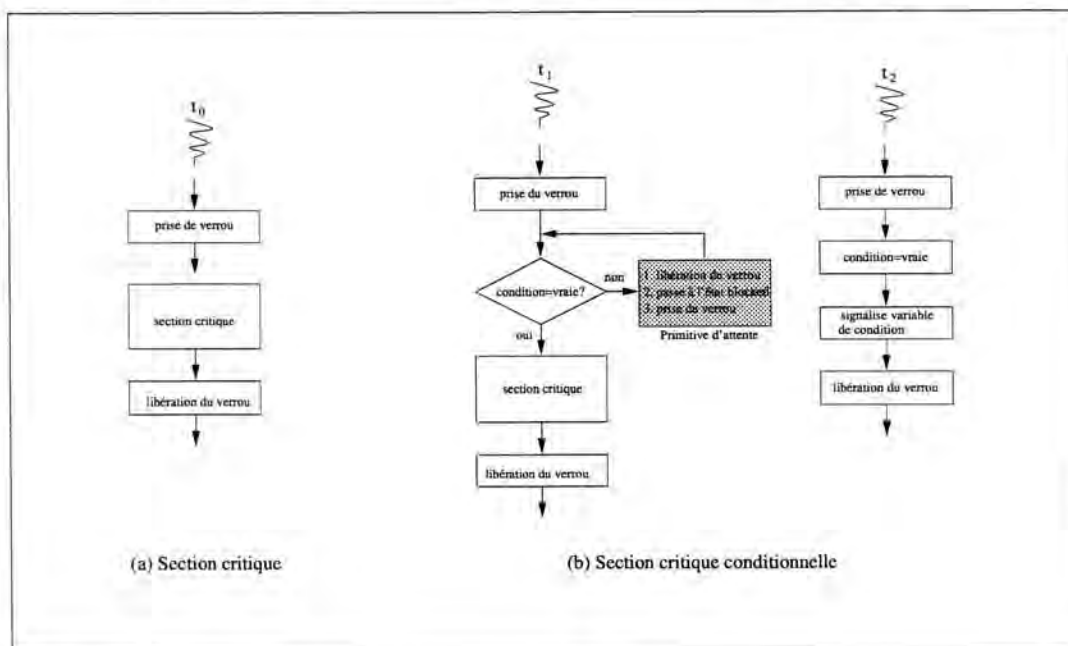 t0
prise de verrou
section critique
libération du verrou
(a) Section critique
t1
prise du verrou
condition=vraie?
non
oui
1. libération du verrou
2. passe à l'état blocked
3. prise du verrou
Primitive d'attente
section critique
libération du verrou
t2
prise de verrou
condition=vraie
signalise variable
de condition
libération du verrou
(b) Section critique conditionnelle